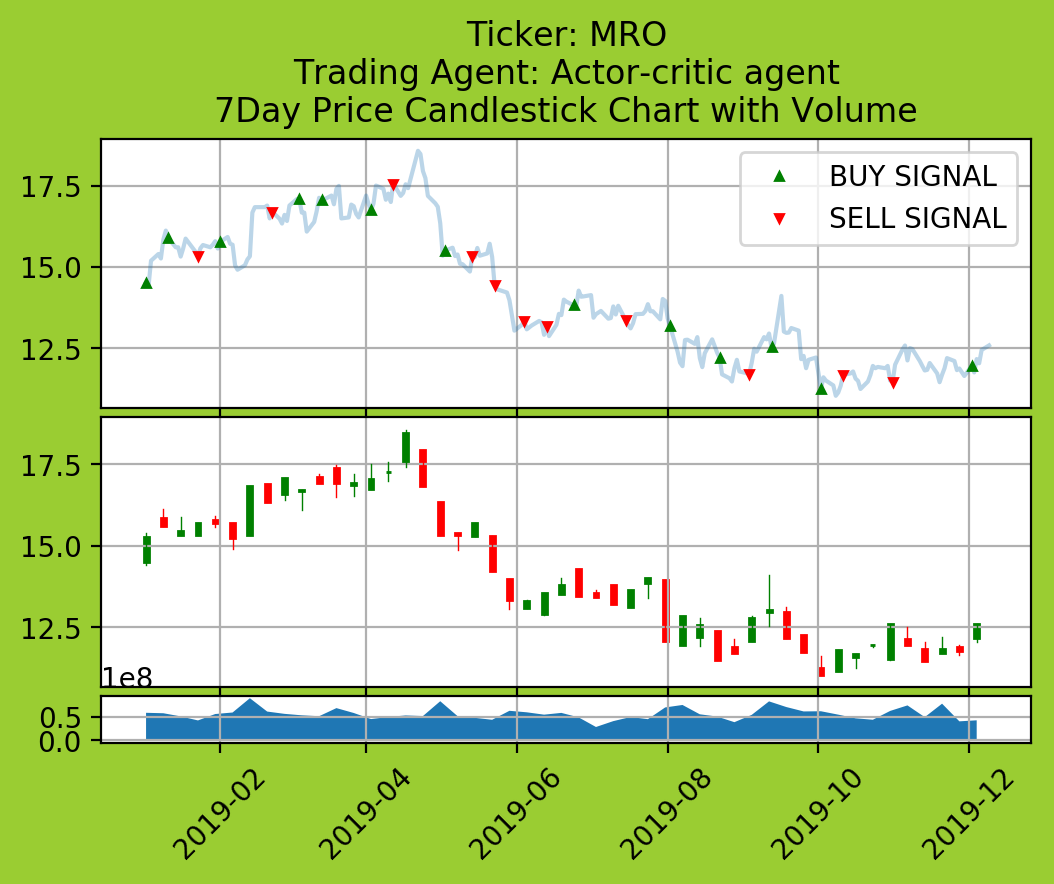 Ticker: MRO
Trading Agent: Actor-critic agent
7Day Price Candlestick Chart with Volume
17.5
15.0
12.5
BUY SIGNAL
SELL SIGNAL
17.5
15.0
12.5
1e8
0.5
0.0
2019-02
2019-04
2019-06
2019-08
2019-10
2019-12